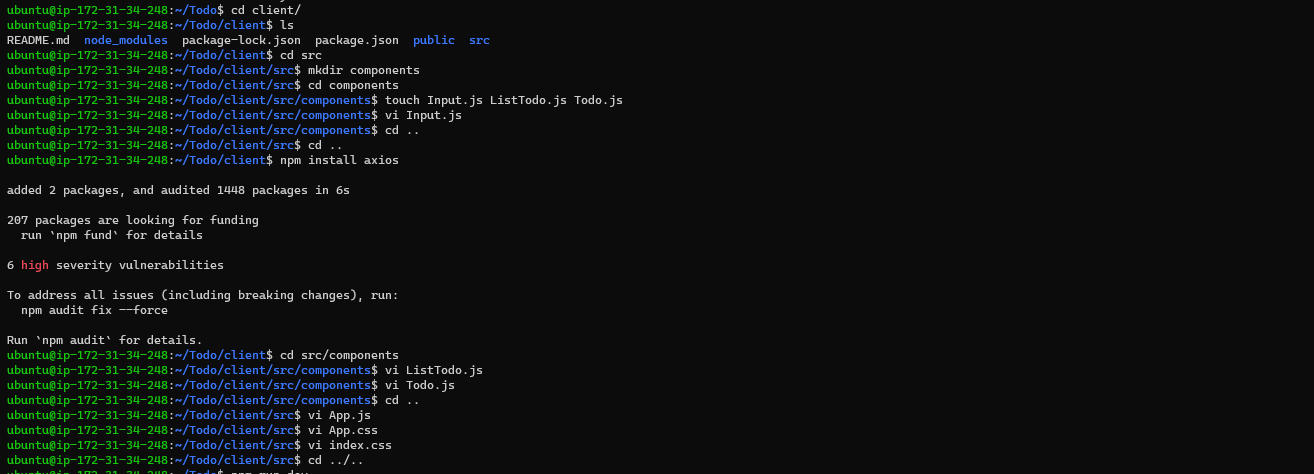 ubuntu@ip-172-31-34-248:~/Todo$ cd client/
ubuntu@ip-172-31-34-248:~/Todo/client$ ls
README.md  node_modules  package-lock.json  package.json  public  src
ubuntu@ip-172-31-34-248:~/Todo/client$ cd src
ubuntu@ip-172-31-34-248:~/Todo/client/src$ mkdir components
ubuntu@ip-172-31-34-248:~/Todo/client/src$ cd components
ubuntu@ip-172-31-34-248:~/Todo/client/src/components$ touch Input.js ListTodo.js Todo.js
ubuntu@ip-172-31-34-248:~/Todo/client/src/components$ vi Input.js
ubuntu@ip-172-31-34-248:~/Todo/client/src/components$ cd ..
ubuntu@ip-172-31-34-248:~/Todo/client/src$ cd ..
ubuntu@ip-172-31-34-248:~/Todo/client$ npm install axios
added 2 packages, and audited 1448 packages in 6s
207 packages are looking for funding
  run `npm fund` for details
6 high severity vulnerabilities
To address all issues (including breaking changes), run:
  npm audit fix --force
Run `npm audit` for details.
ubuntu@ip-172-31-34-248:~/Todo/client$ cd src/components
ubuntu@ip-172-31-34-248:~/Todo/client/src/components$ vi ListTodo.js
ubuntu@ip-172-31-34-248:~/Todo/client/src/components$ vi Todo.js
ubuntu@ip-172-31-34-248:~/Todo/client/src/components$ cd ..
ubuntu@ip-172-31-34-248:~/Todo/client/src$ vi App.js
ubuntu@ip-172-31-34-248:~/Todo/client/src$ vi App.css
ubuntu@ip-172-31-34-248:~/Todo/client/src$ vi index.css
ubuntu@ip-172-31-34-248:~/Todo/client/src$ cd ../..
ubuntu@ip-172-31-34-248:~/Todo$ npm run dev